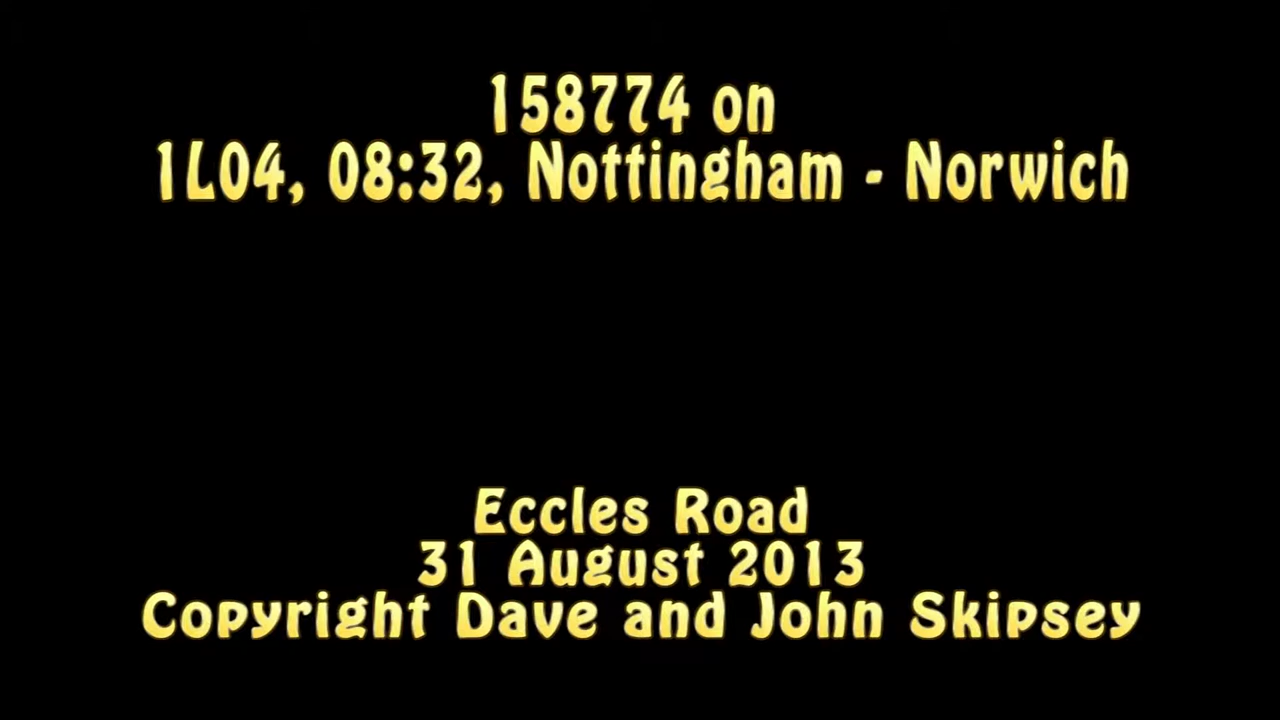 158774 on
1L04, 08:32, Nottingham - Norwich
Eccles Road
31 August 2013
Copyright Dave and John Skipsey